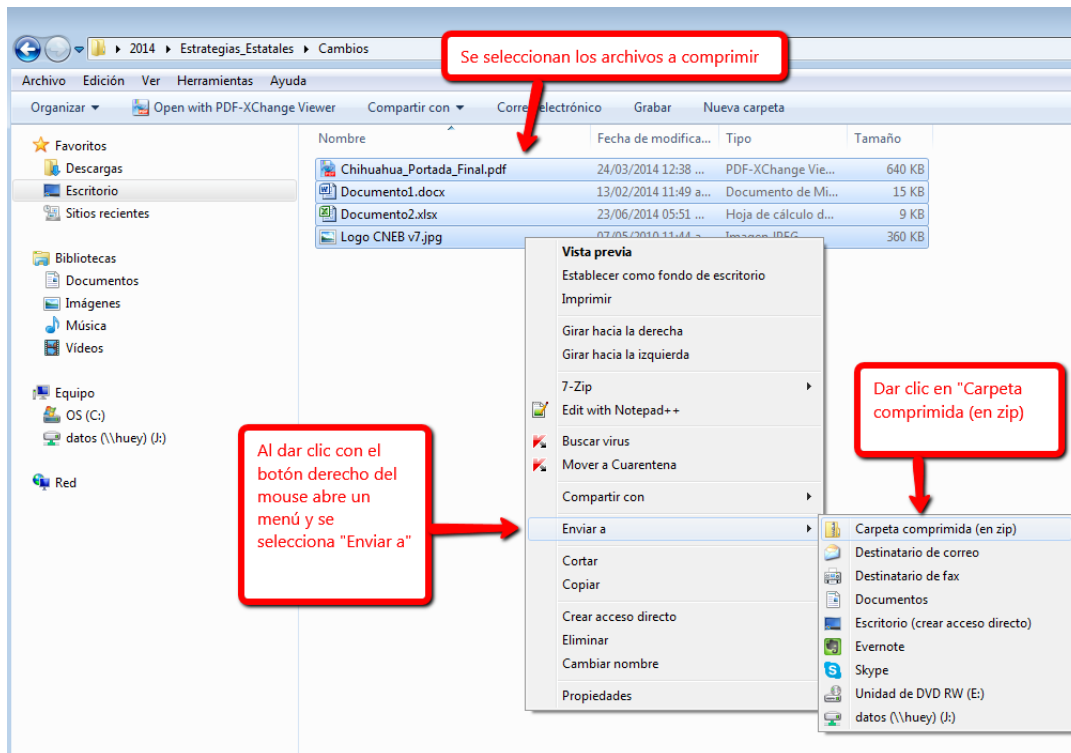 2014 ▸ Estrategias_Estatales ▸ Cambios
Se seleccionan los archivos a comprimir
Archivo Edición Ver Herramientas Ayuda
Organizar Open with PDF-XChange Viewer Compartir con Grabar Nueva carpeta
Nombre Fecha de modifica... Tipo Tamaño
Chihuahua_Portada_Final.pdf 24/03/2014 12:38 ... PDF-XChange Vie... 640 KB
Documento1.docx 13/02/2014 11:49 a... Documento de Mi... 15 KB
Documento2.xlsx 23/06/2014 05:51 ... Hoja de cálculo d... 9 KB
Logo CNEB v7.jpg 07/05/2010 11:44 a... Imagen JPEG 360 KB
Favoritos
Descargas
Escritorio
Sitios recientes
Bibliotecas
Documentos
Imágenes
Música
Vídeos
Equipo
OS (C:)
datos (\\huey) (J:)
Red
Vista previa
Establecer como fondo de escritorio
Imprimir
Girar hacia la derecha
Girar hacia la izquierda
7-Zip
Edit with Notepad++
Buscar virus
Mover a Cuarentena
Compartir con
Enviar a
Cortar
Copiar
Crear acceso directo
Eliminar
Cambiar nombre
Propiedades
Al dar clic con el
botón derecho del
mouse abre un
menú y se
selecciona "Enviar a"
Dar clic en "Carpeta
comprimida (en zip)
Carpeta comprimida (en zip)
Destinatario de correo
Destinatario de fax
Documentos
Escritorio (crear acceso directo)
Evernote
Skype
Unidad de DVD RW (E:)
datos (\\huey) (J:)